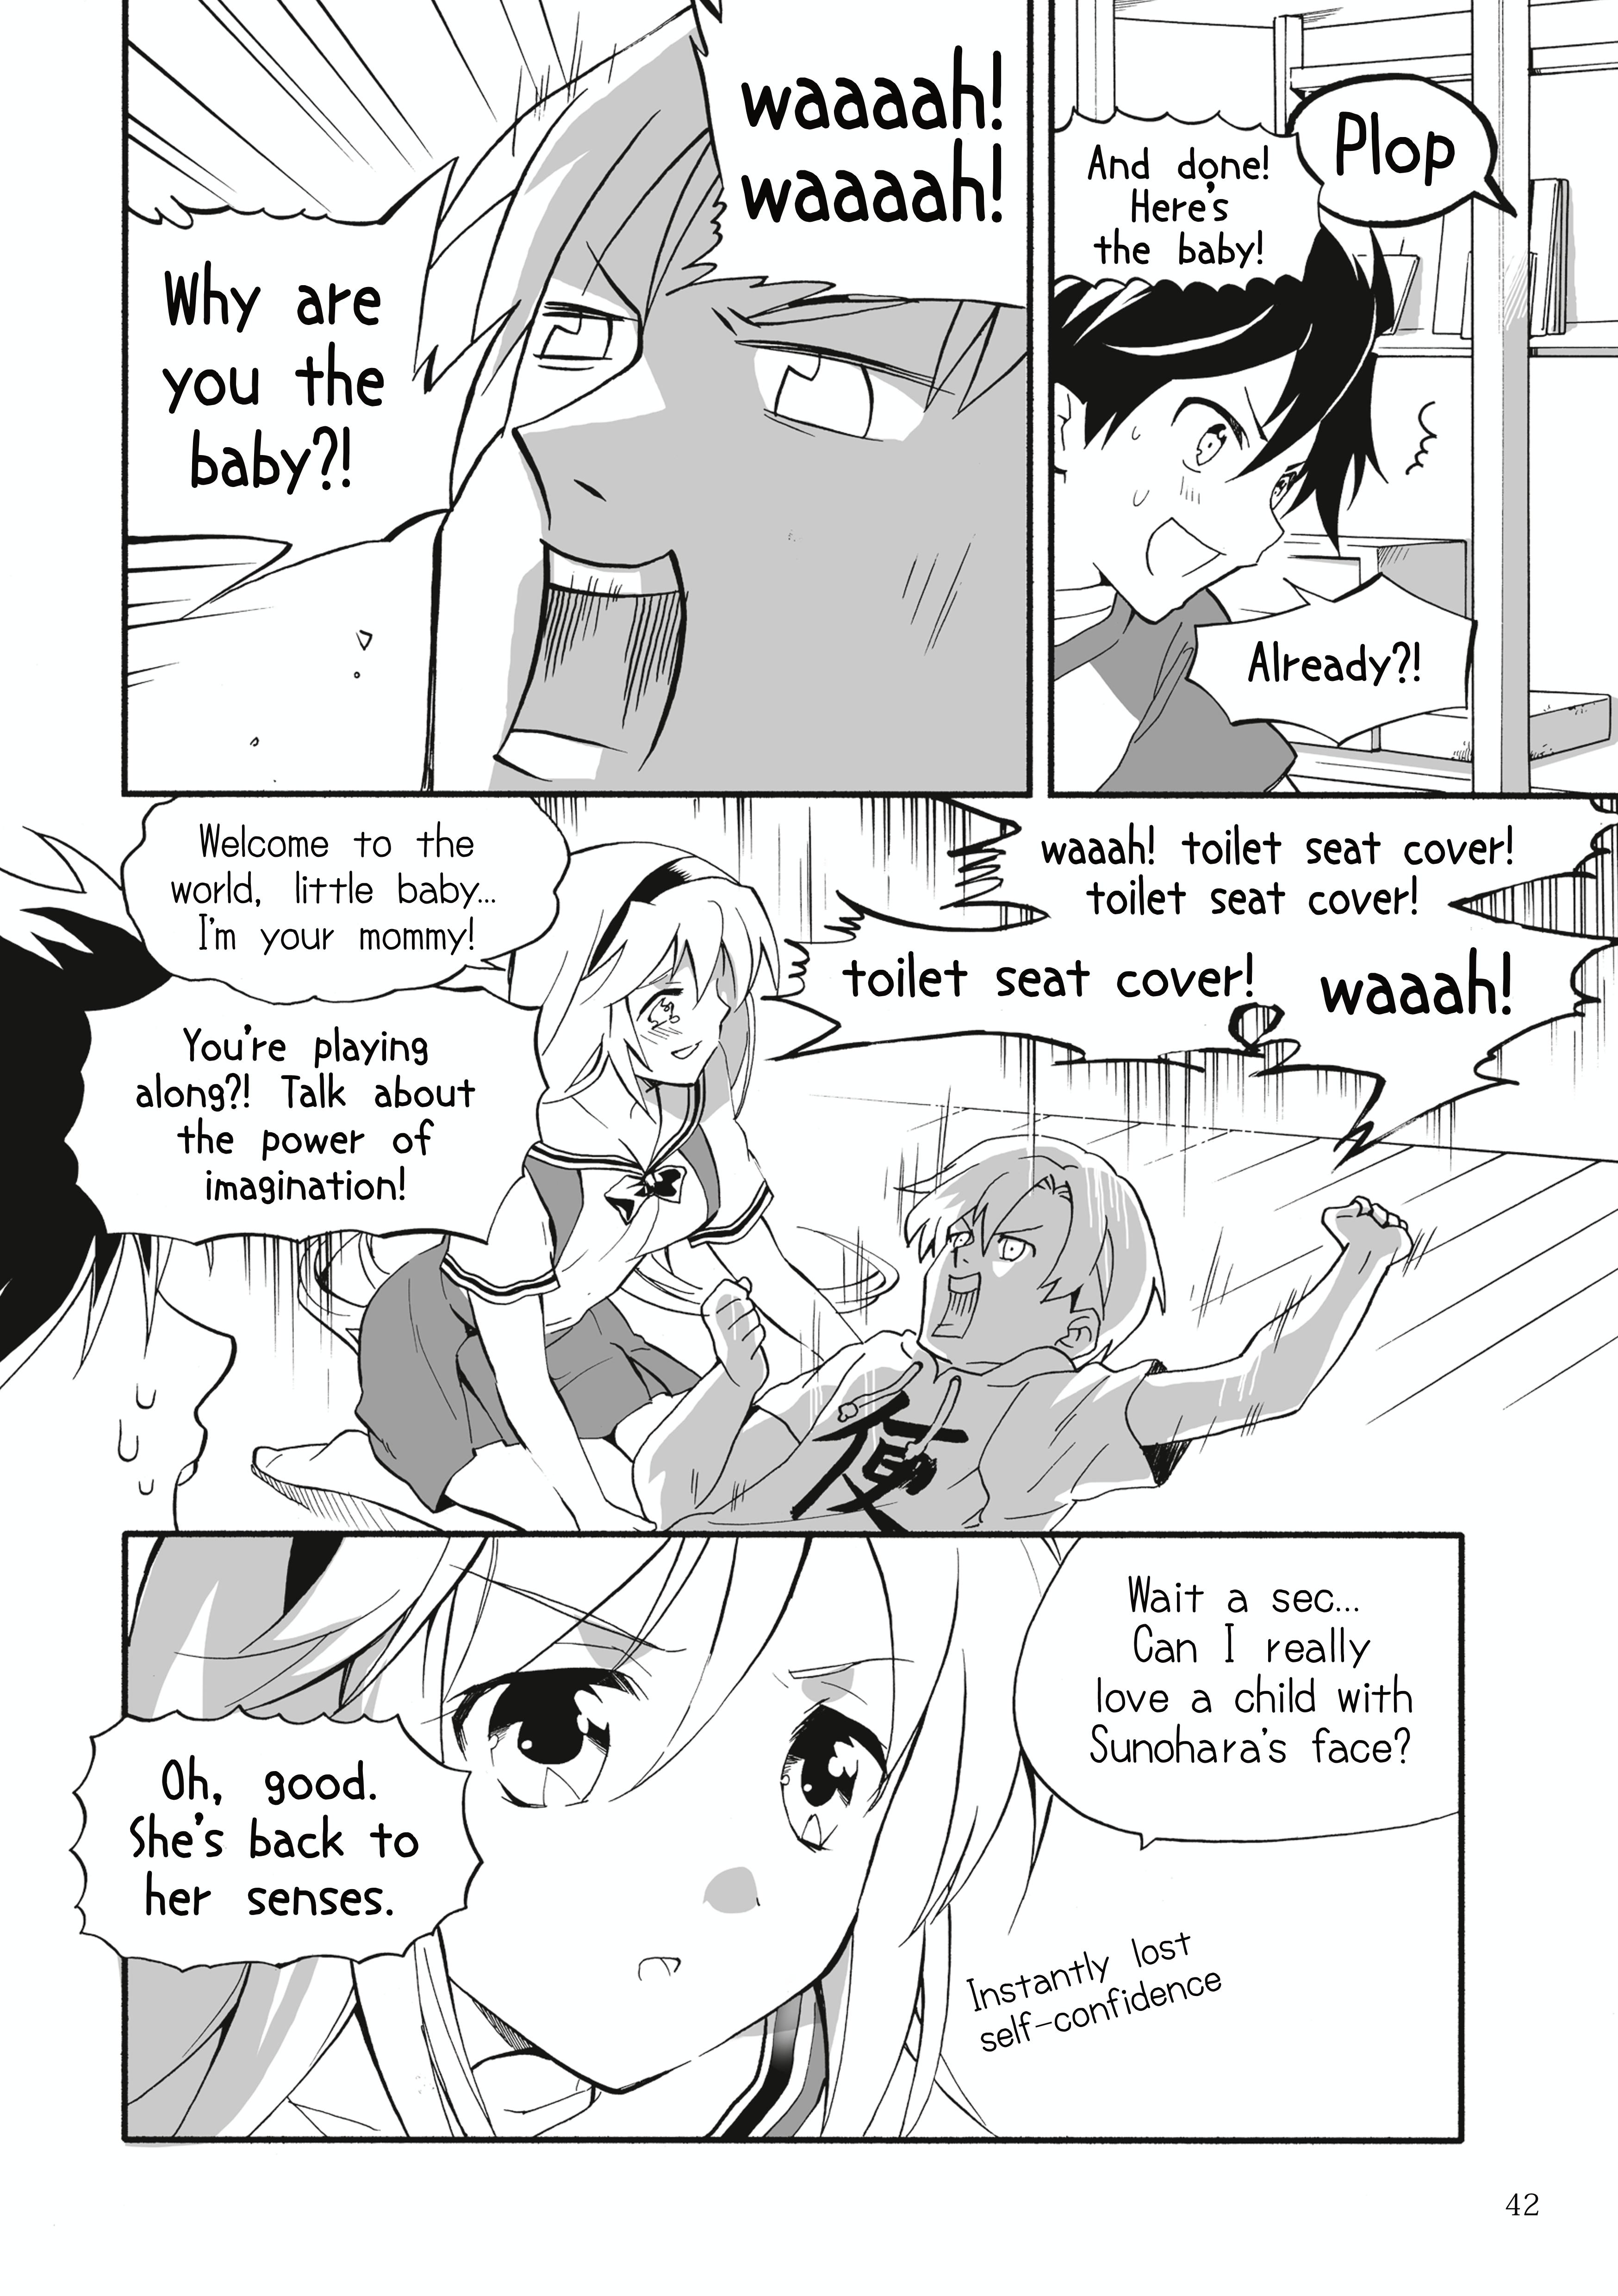 Plop
And done!
Here's
the baby!
Already?!
waaaah!
waaaah!
Why are
you the
baby?!
waaah! toilet seat cover!
toilet seat cover!
toilet seat cover! waaah!
Welcome to the
world, little baby...
I'm your mommy!
You're playing
along?! Talk about
the power of
imagination!
便
Wait a sec...
Can I really
love a child with
Sunohara's face?
Instantly lost
self-confidence
Oh, good.
She's back to
her senses.
42